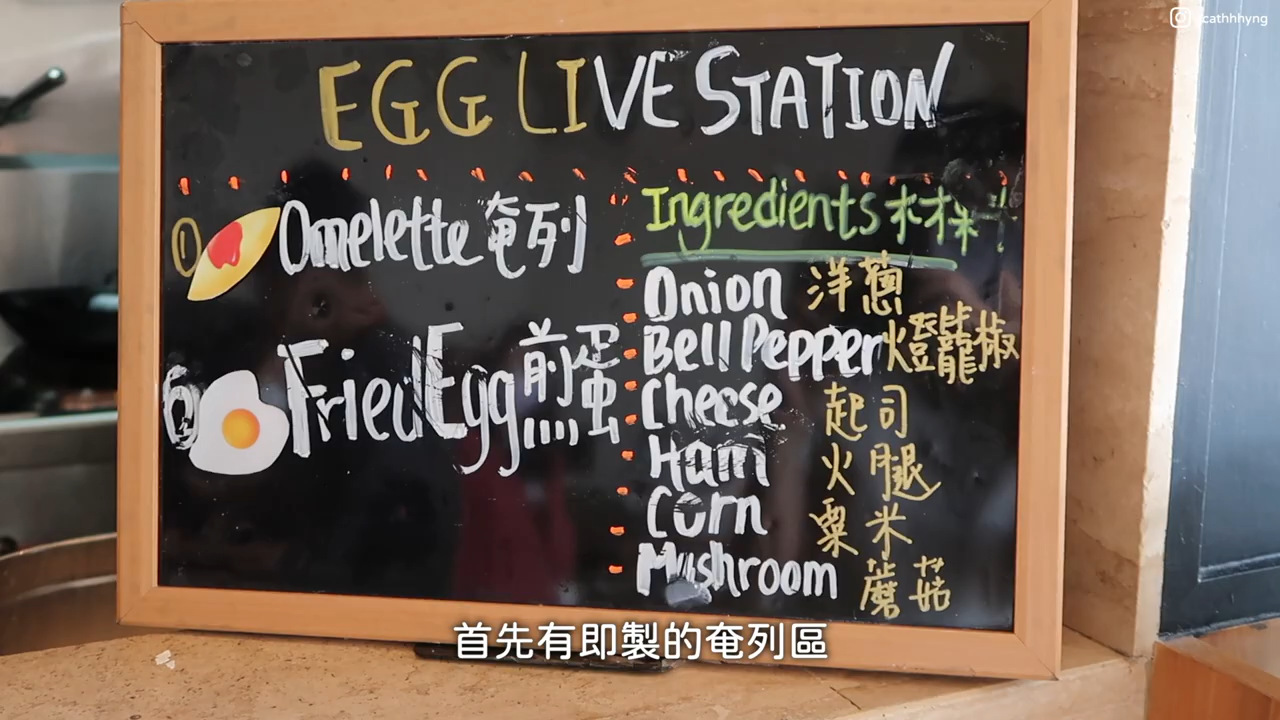 cathhhyng
EGG LIVE STATION
① Omelette 奄列
Fried Egg 煎蛋
Ingredients 材料
Onion 洋蔥
Bell Pepper 燈籠椒
Cheese 起司
Ham 火腿
Corn 粟米
Mushroom 蘑菇
首先有即製的奄列區